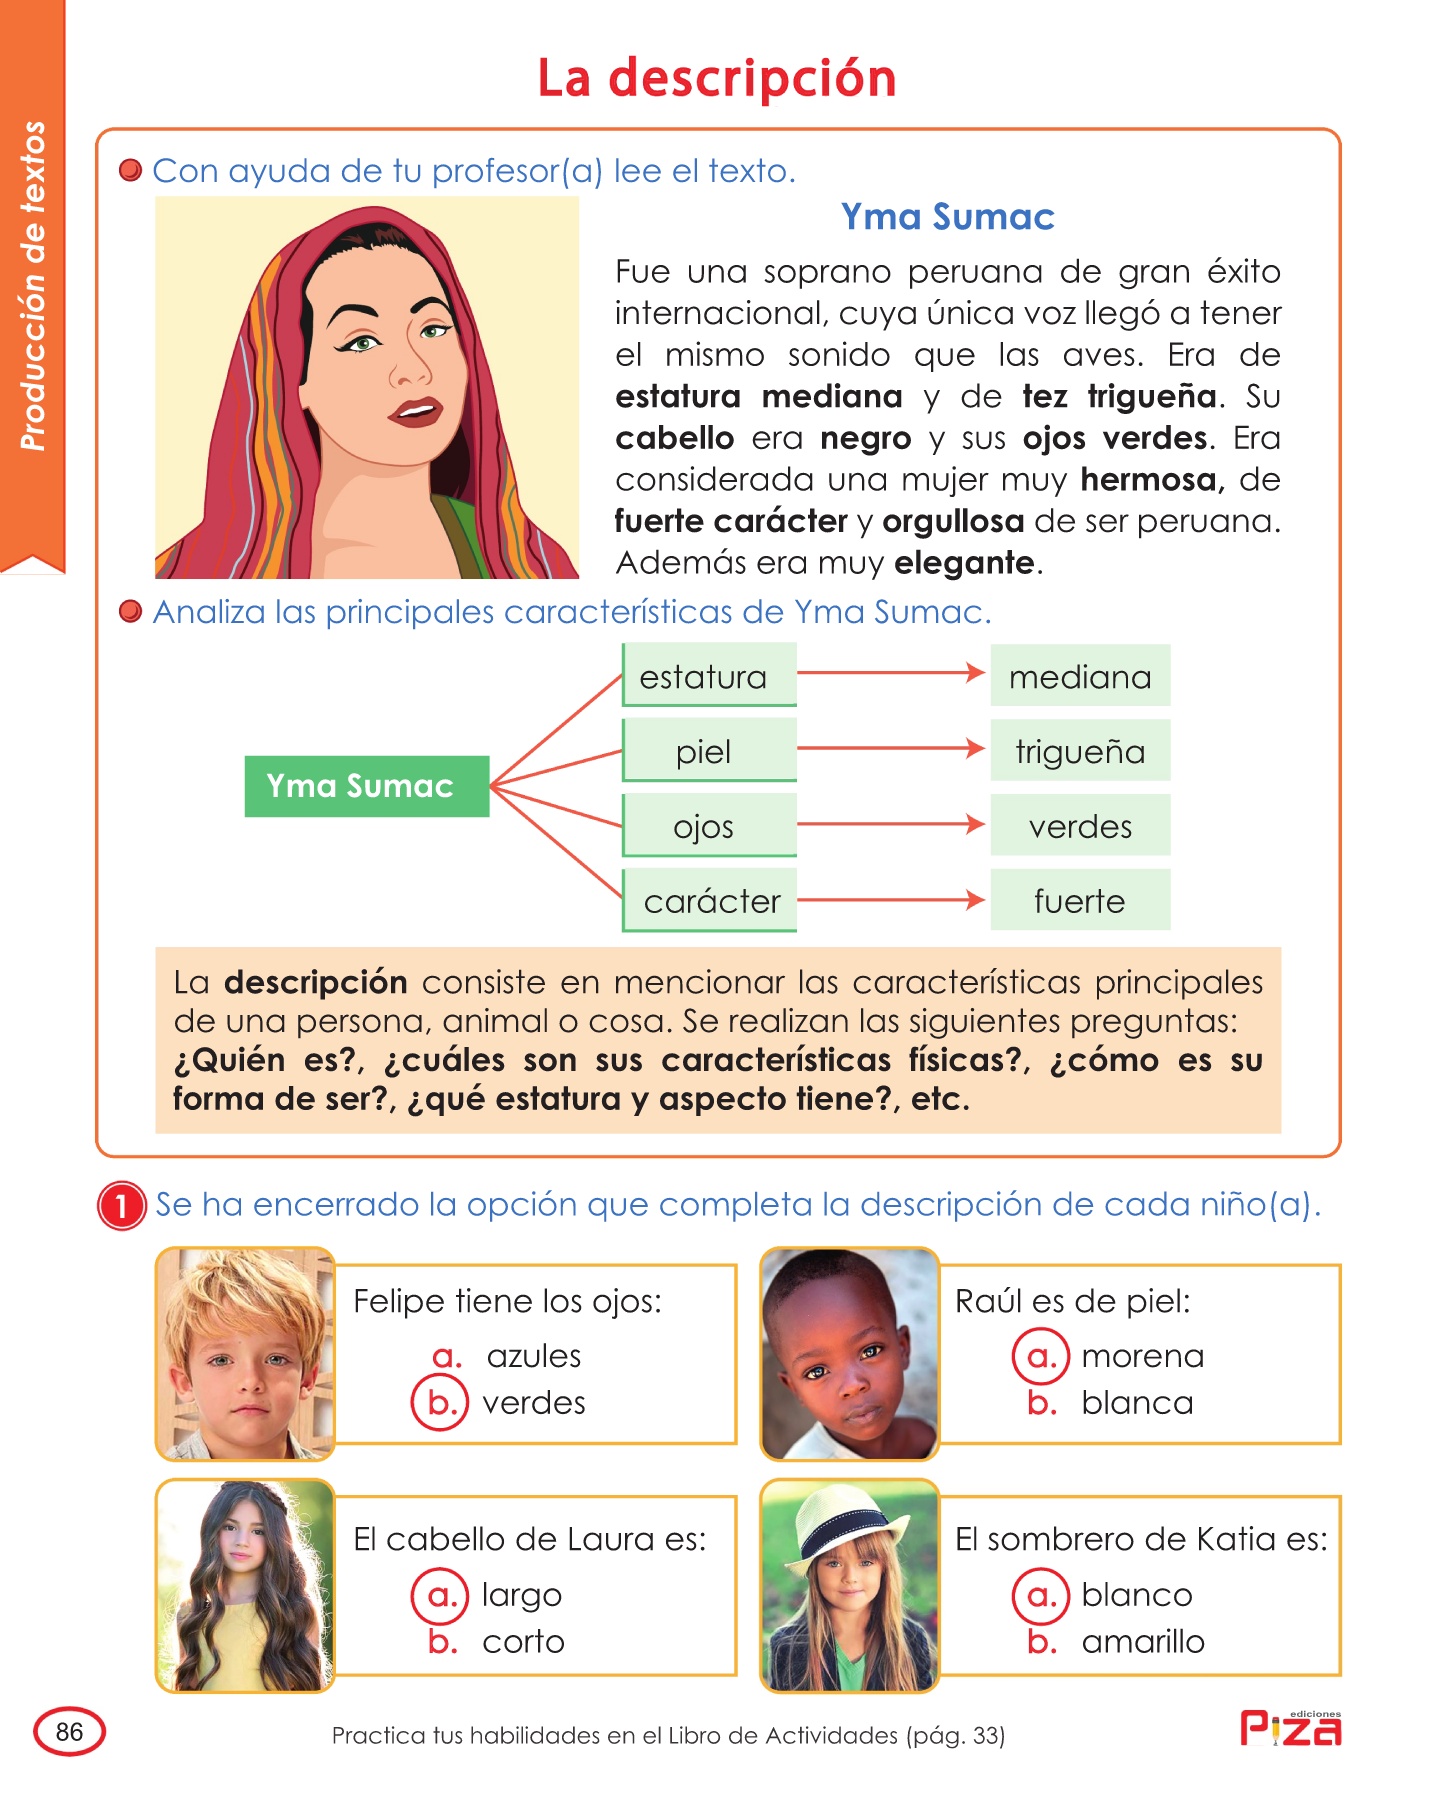 Producción de textos
La descripción
Con ayuda de tu profesor(a) lee el texto.
Yma Sumac
Fue una soprano peruana de gran éxito
internacional, cuya única voz llegó a tener
el mismo sonido que las aves. Era de
estatura mediana y de tez trigueña. Su
cabello era negro y sus ojos verdes. Era
considerada una mujer muy hermosa, de
fuerte carácter y orgullosa de ser peruana.
Además era muy elegante.
Analiza las principales características de Yma Sumac.
Yma Sumac
estatura
mediana
piel
trigueña
ojos
verdes
carácter
fuerte
La descripción consiste en mencionar las características principales
de una persona, animal o cosa. Se realizan las siguientes preguntas:
¿Quién es?, ¿cuáles son sus características físicas?, ¿cómo es su
forma de ser?, ¿qué estatura y aspecto tiene?, etc.
1 Se ha encerrado la opción que completa la descripción de cada niño(a).
Felipe tiene los ojos:
a. azules
b. verdes
Raúl es de piel:
a. morena
b. blanca
El cabello de Laura es:
a. largo
b. corto
El sombrero de Katia es:
a. blanco
b. amarillo
86
Practica tus habilidades en el Libro de Actividades (pág. 33)
ediciones
Piza